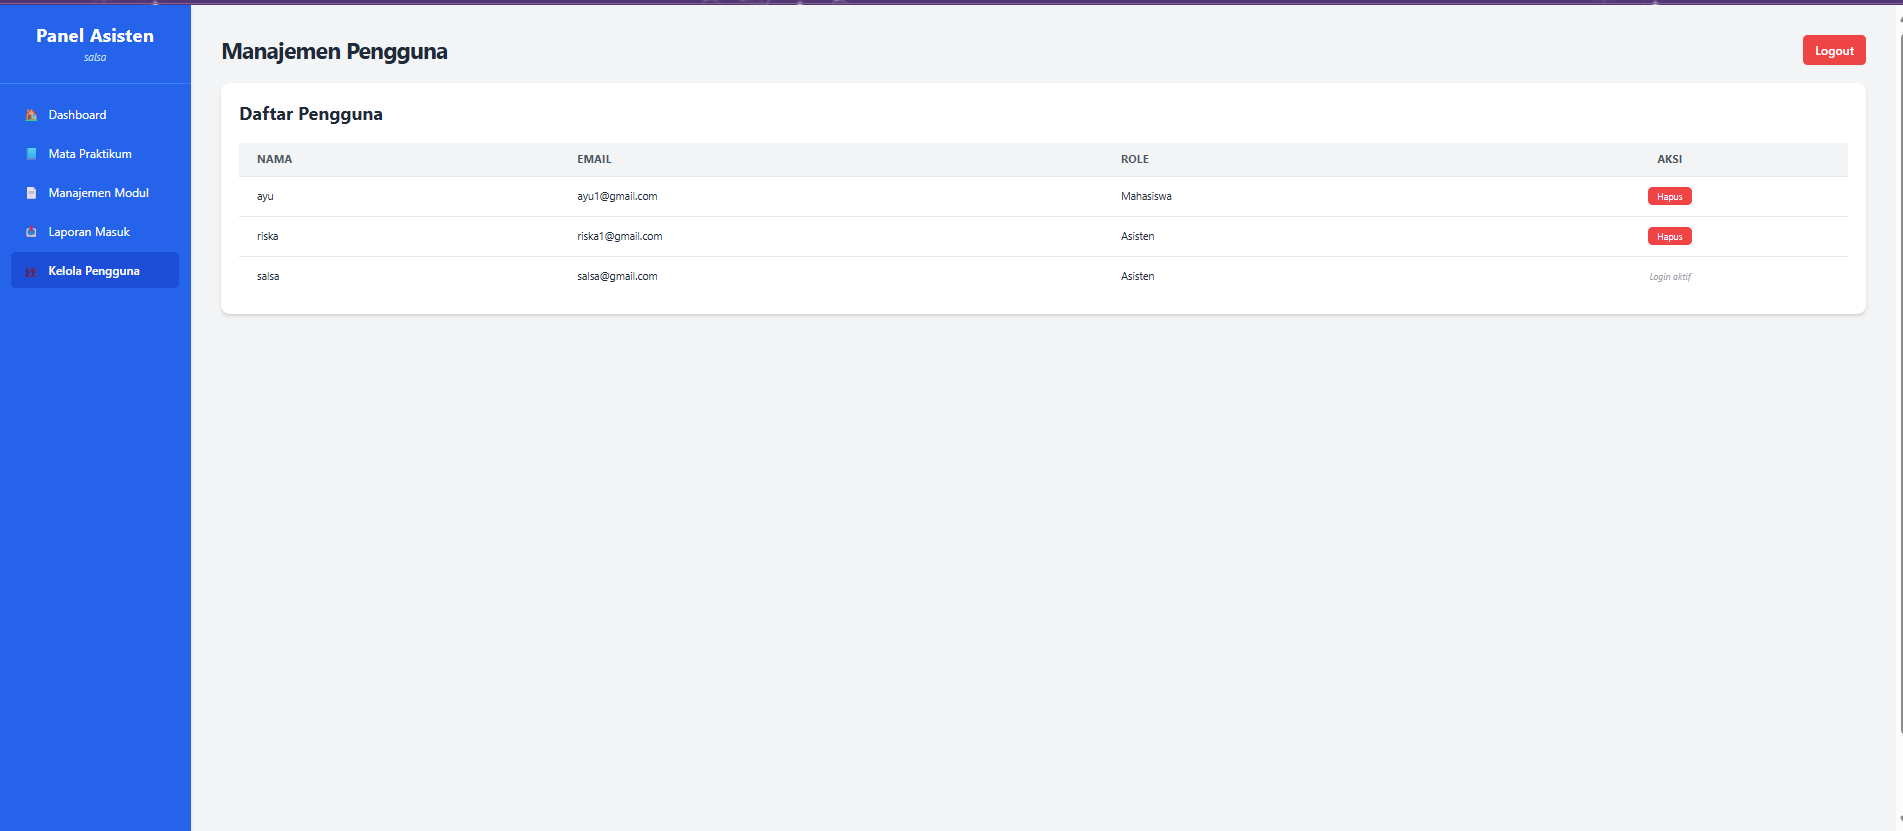 Panel Asisten
salsa
Dashboard
Mata Praktikum
Manajemen Modul
Laporan Masuk
Kelola Pengguna
Manajemen Pengguna
Logout
Daftar Pengguna
NAMA EMAIL ROLE AKSI
ayu ayu1@gmail.com Mahasiswa Hapus
riska riska1@gmail.com Asisten Hapus
salsa salsa@gmail.com Asisten Login aktif